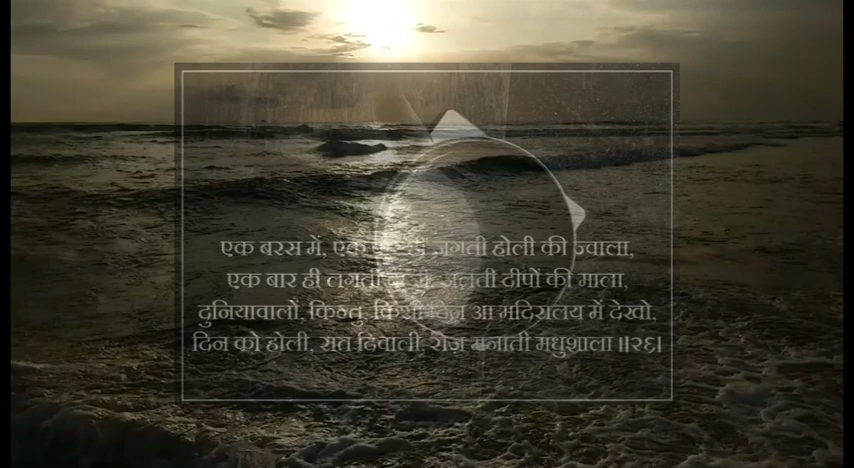 एक बरस में, एक बार ही जगती होली की ज्वाला,
एक बार ही लगती बाज़ी, जलती दीपों की माला,
दुनियावालों, किन्तु, किसी दिन आ मदिरालय में देखो,
दिन को होली, रात दिवाली, रोज़ मनाती मधुशाला॥२६।